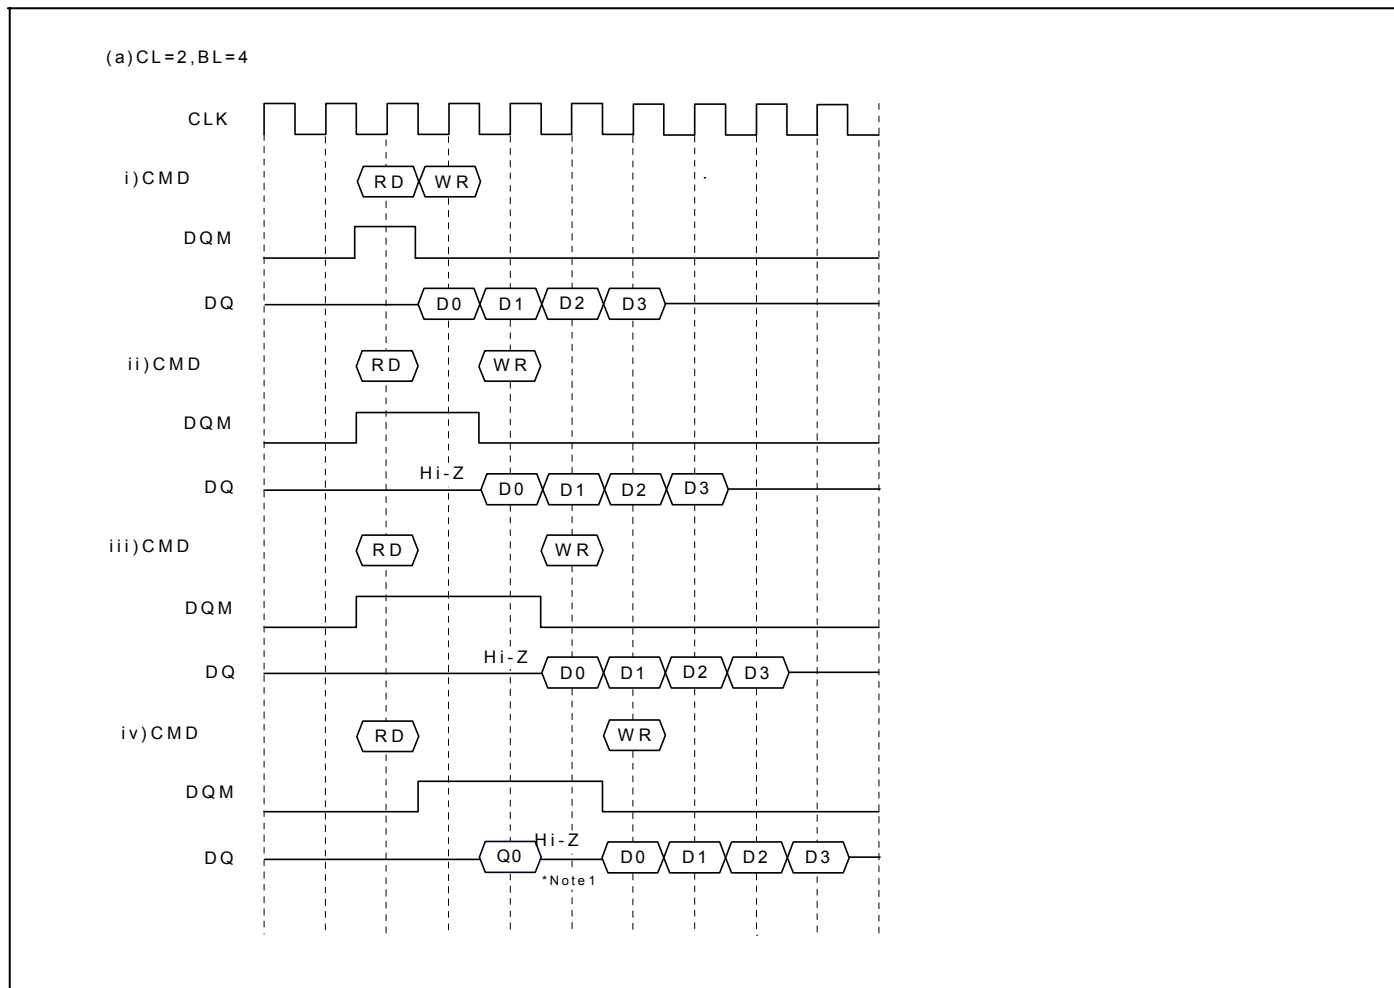 (a)CL=2,BL=4
CLK
i)CMD RD WR
DQM
DQ D0 D1 D2 D3
ii)CMD RD WR
DQM
Hi-Z
DQ D0 D1 D2 D3
iii)CMD RD WR
DQM
Hi-Z
DQ D0 D1 D2 D3
iv)CMD RD WR
DQM
Hi-Z
DQ Q0 D0 D1 D2 D3
*Note1